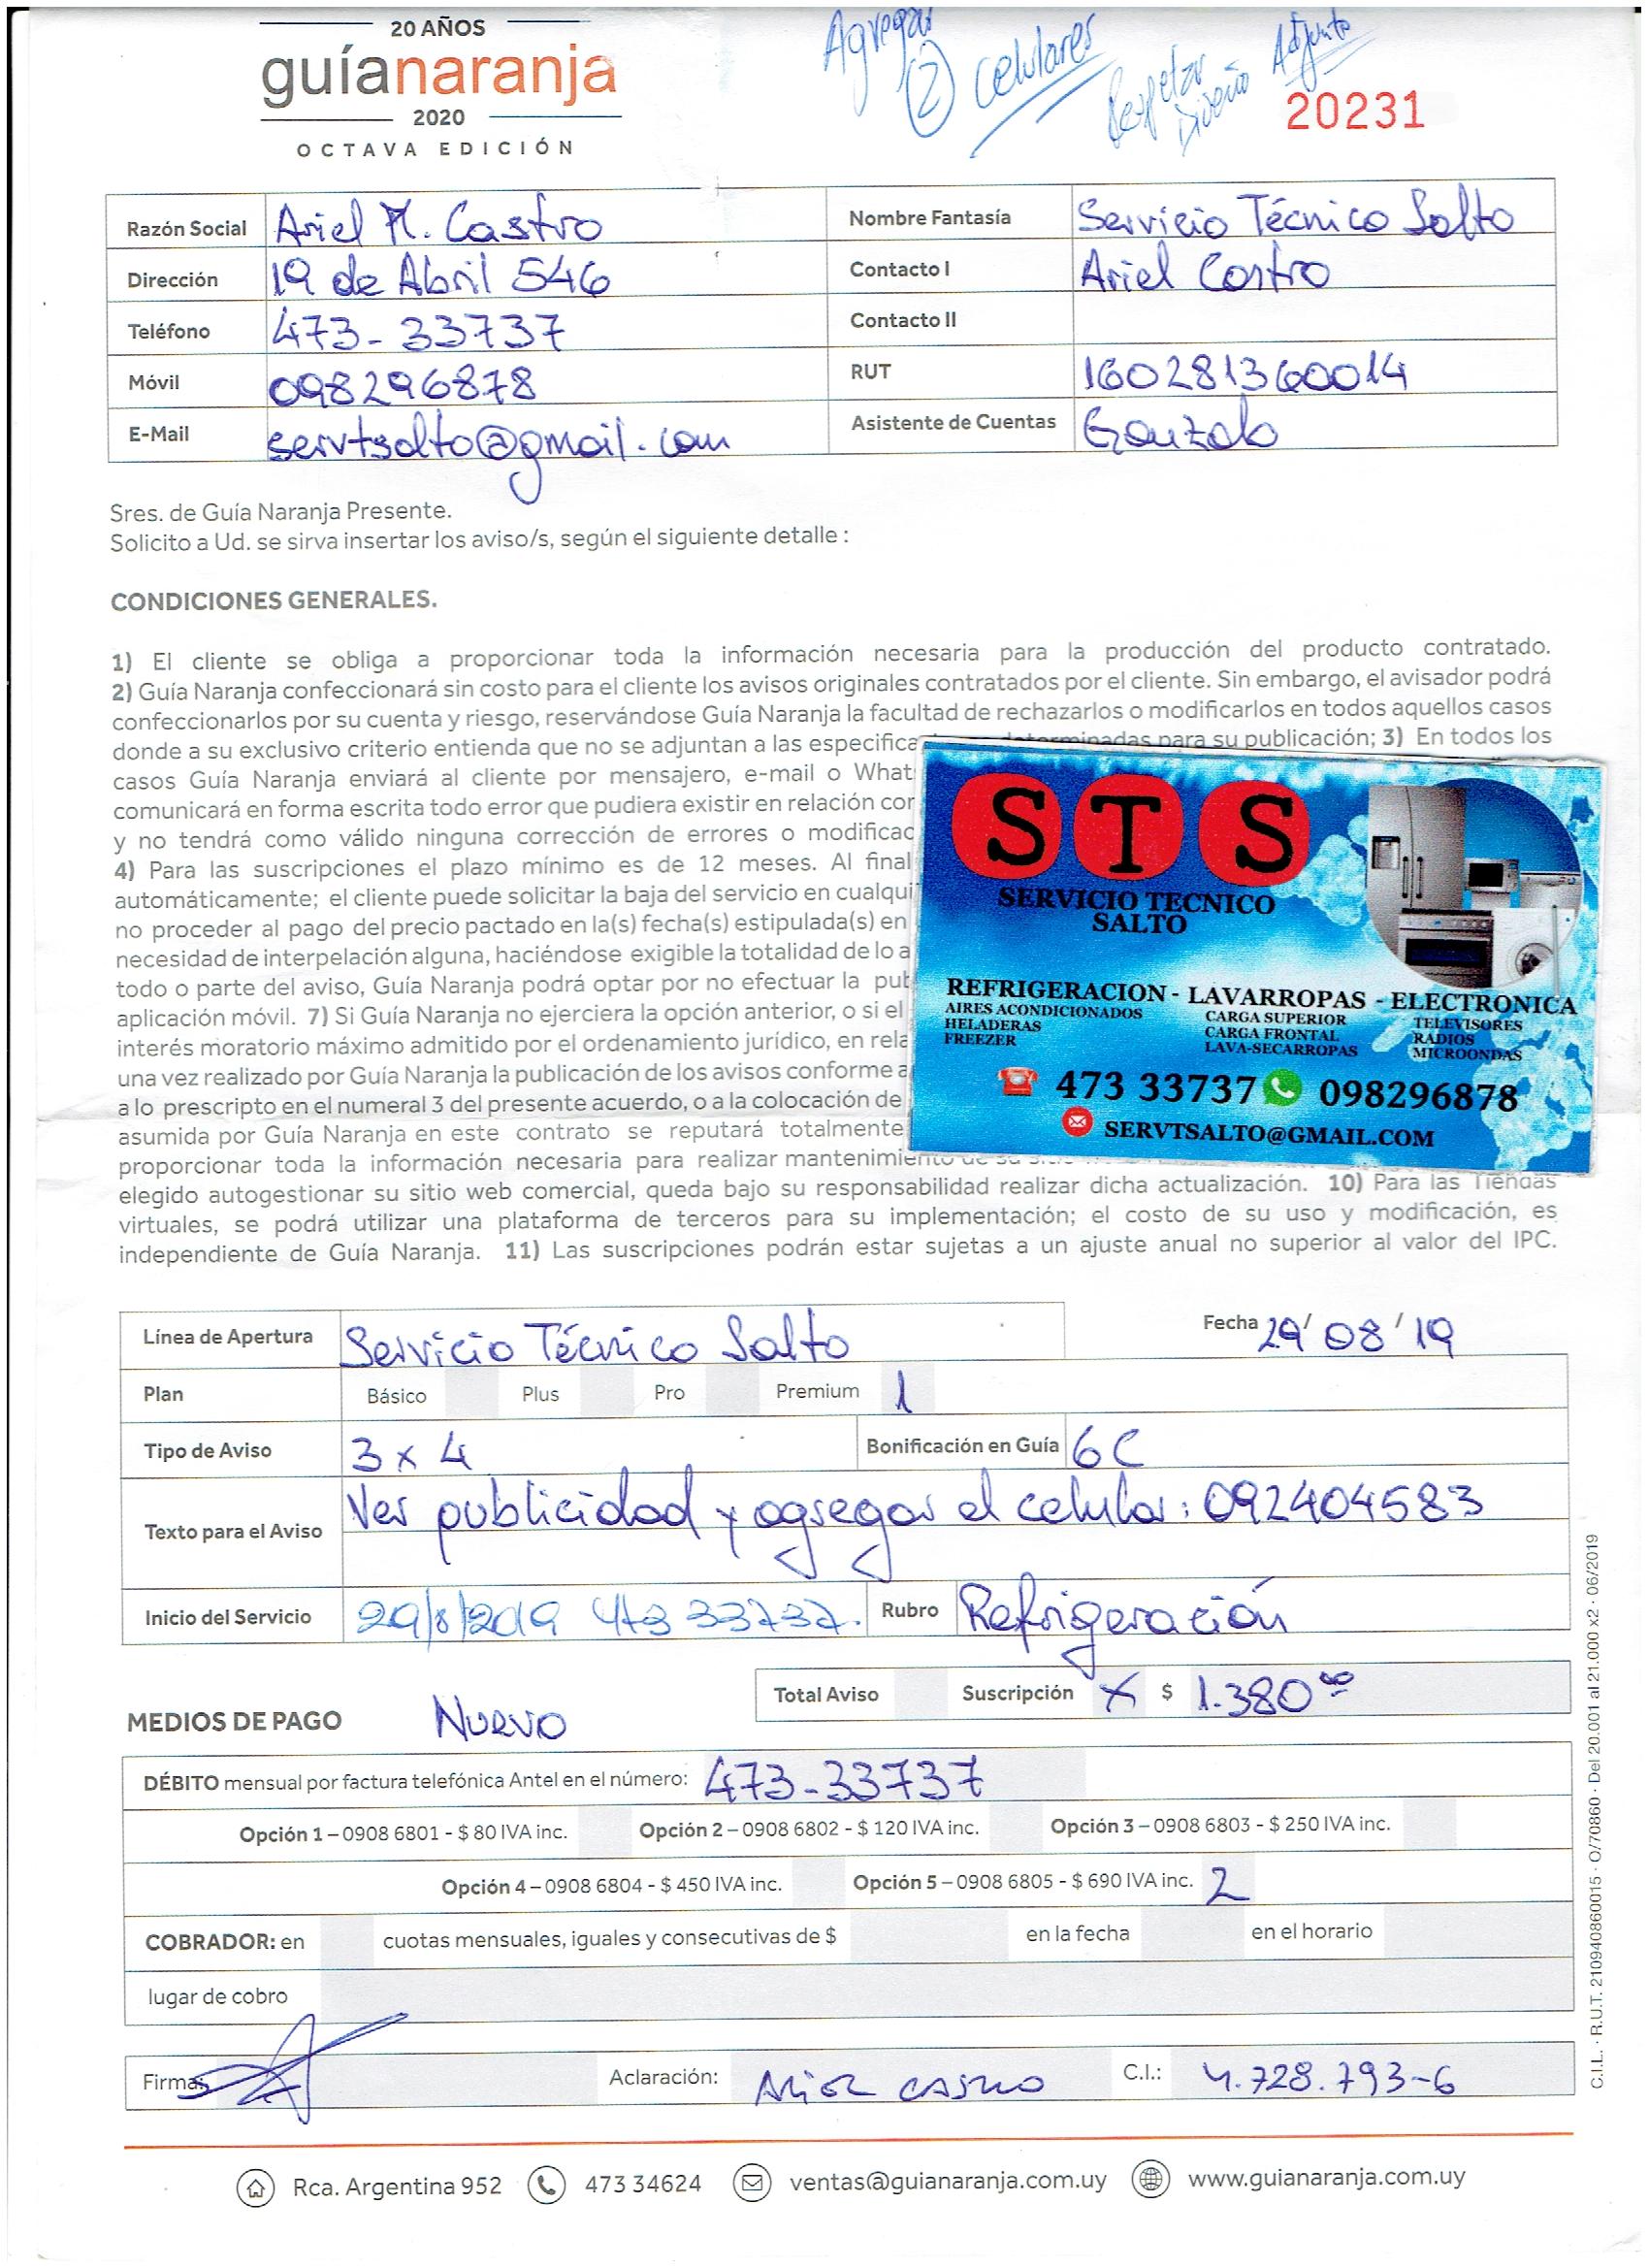 20 AÑOS
guíanaranja
2020
OCTAVA EDICIÓN
Agregar
② celulares
Respetar
Diseño
Adjunto
20231
Razón Social Ariel M. Castro
Nombre Fantasía Servicio Técnico Salto
Dirección 19 de Abril 546
Contacto I Ariel Castro
Teléfono 473-33737
Contacto II
Móvil 098296878
RUT 160281360014
E-Mail servtsalto@gmail.com
Asistente de Cuentas Gonzalo
Sres. de Guía Naranja Presente.
Solicito a Ud. se sirva insertar los aviso/s, según el siguiente detalle :
CONDICIONES GENERALES.
1) El cliente se obliga a proporcionar toda la información necesaria para la producción del producto contratado.
2) Guía Naranja confeccionará sin costo para el cliente los avisos originales contratados por el cliente. Sin embargo, el avisador podrá
confeccionarlos por su cuenta y riesgo, reservándose Guía Naranja la facultad de rechazarlos o modificarlos en todos aquellos casos
donde a su exclusivo criterio entienda que no se adjuntan a las especifica determinadas para su publicación; 3) En todos los
casos Guía Naranja enviará al cliente por mensajero, e-mail o What
comunicará en forma escrita todo error que pudiera existir en relación con
y no tendrá como válido ninguna corrección de errores o modificac
4) Para las suscripciones el plazo mínimo es de 12 meses. Al final
automáticamente; el cliente puede solicitar la baja del servicio en cualqui
no proceder al pago del precio pactado en la(s) fecha(s) estipulada(s) en
necesidad de interpelación alguna, haciéndose exigible la totalidad de lo a
todo o parte del aviso, Guía Naranja podrá optar por no efectuar la pub
aplicación móvil. 7) Si Guía Naranja no ejerciera la opción anterior, o si el
interés moratorio máximo admitido por el ordenamiento jurídico, en rela
una vez realizado por Guía Naranja la publicación de los avisos conforme a
a lo prescripto en el numeral 3 del presente acuerdo, o a la colocación de
asumida por Guía Naranja en este contrato se reputará totalmente
proporcionar toda la información necesaria para realizar mantenimiento de su
elegido autogestionar su sitio web comercial, queda bajo su responsabilidad realizar dicha actualización. 10) Para las Tiendas
virtuales, se podrá utilizar una plataforma de terceros para su implementación; el costo de su uso y modificación, es
independiente de Guía Naranja. 11) Las suscripciones podrán estar sujetas a un ajuste anual no superior al valor del IPC.
STS
SERVICIO TECNICO
SALTO
REFRIGERACION - LAVARROPAS - ELECTRONICA
AIRES ACONDICIONADOS CARGA SUPERIOR TELEVISORES
HELADERAS CARGA FRONTAL RADIOS
FREEZER LAVA-SECARROPAS MICROONDAS
473 33737 098296878
SERVTSALTO@GMAIL.COM
Línea de Apertura Servicio Técnico Salto
Fecha 29/ 08 / 19
Plan Básico Plus Pro Premium 1
Tipo de Aviso 3 x 4 Bonificación en Guía 6C
Texto para el Aviso Ver publicidad y agregar el celular: 092404583
Inicio del Servicio 29/8/2019 473 33737. Rubro Refrigeración
Total Aviso Suscripción X $ 1.380 00
MEDIOS DE PAGO Nuevo
DÉBITO mensual por factura telefónica Antel en el número: 473-33737
Opción 1 – 0908 6801 - $ 80 IVA inc. Opción 2 – 0908 6802 - $ 120 IVA inc. Opción 3 – 0908 6803 - $ 250 IVA inc.
Opción 4 – 0908 6804 - $ 450 IVA inc. Opción 5 – 0908 6805 - $ 690 IVA inc. 2
COBRADOR: en cuotas mensuales, iguales y consecutivas de $ en la fecha en el horario
lugar de cobro
Firma: Aclaración: Ariel Castro C.I.: 4.728.793-6
C.I.L. · R.U.T. 210940860015 · O/70860 · Del 20.001 al 21.000 x2 · 06/2019
Rca. Argentina 952 473 34624 ventas@guianaranja.com.uy www.guianaranja.com.uy